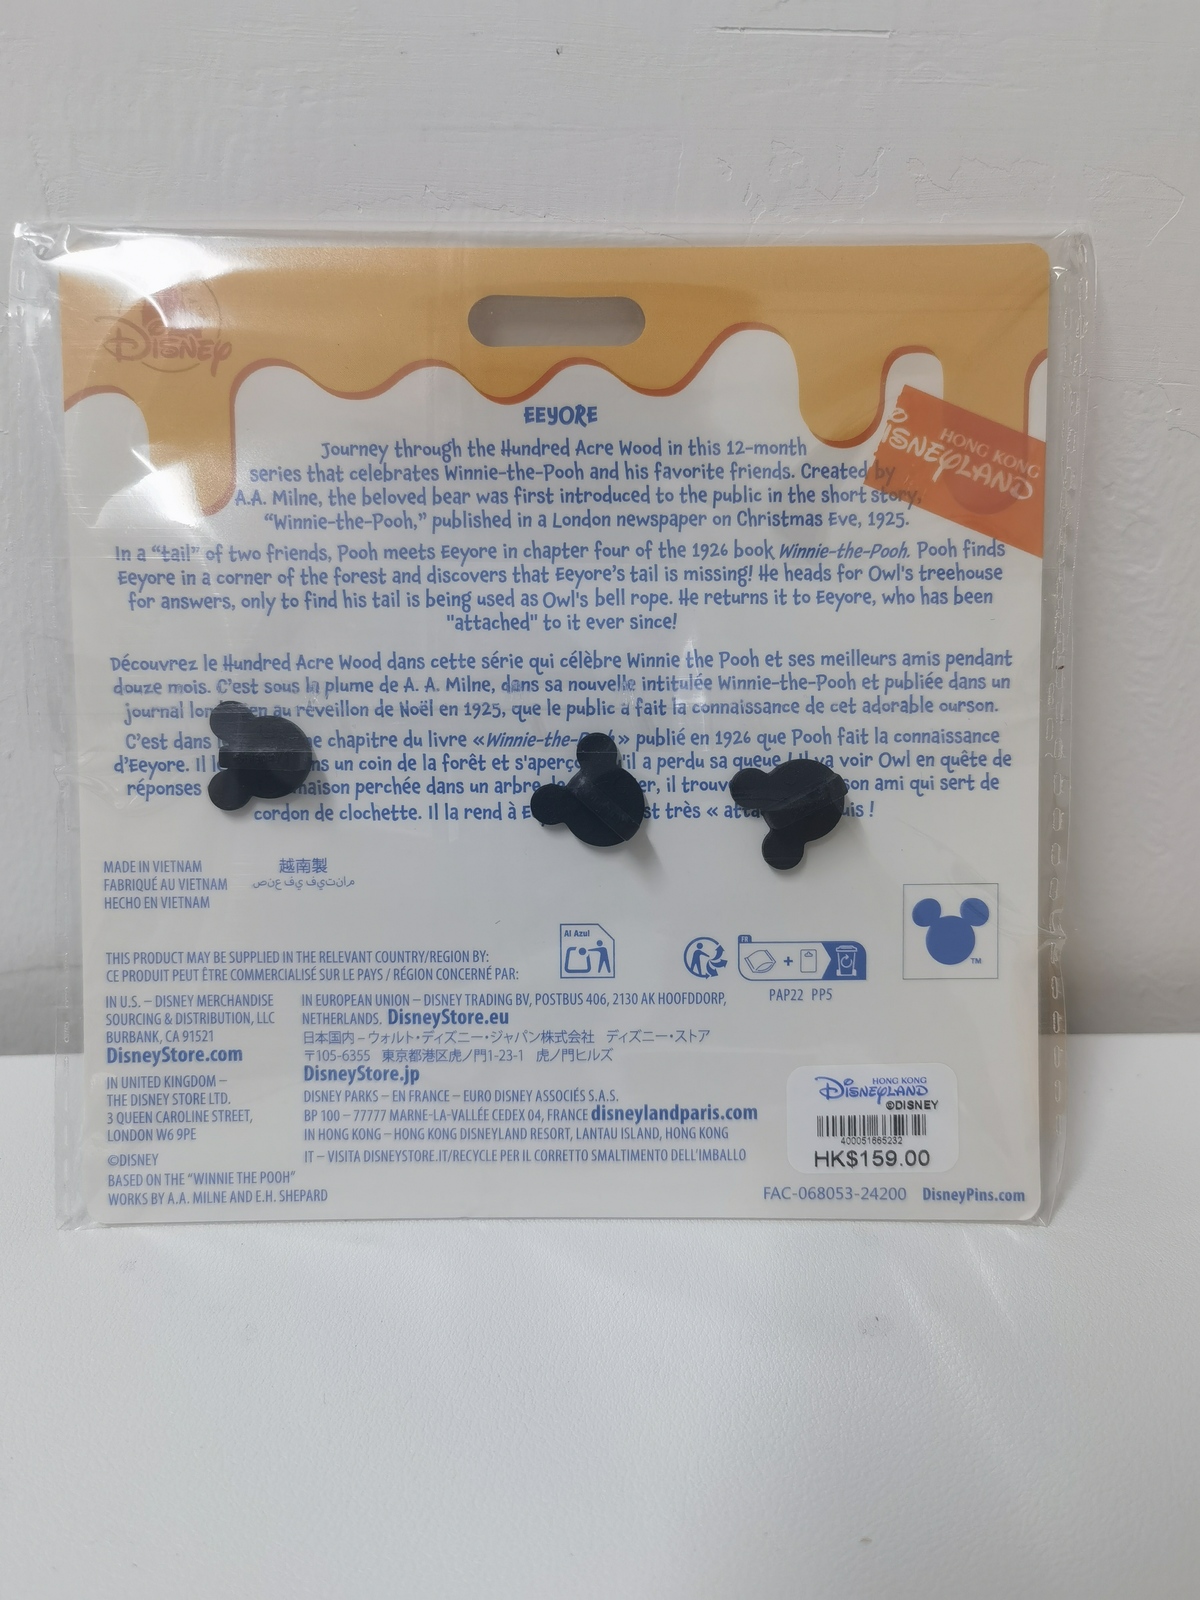 Disney
EEYORE
HONG KONG
DISNEYLAND
Journey through the Hundred Acre Wood in this 12-month
series that celebrates Winnie-the-Pooh and his favorite friends. Created by
A.A. Milne, the beloved bear was first introduced to the public in the short story,
“Winnie-the-Pooh,” published in a London newspaper on Christmas Eve, 1925.
In a “tail” of two friends, Pooh meets Eeyore in chapter four of the 1926 book Winnie-the-Pooh. Pooh finds
Eeyore in a corner of the forest and discovers that Eeyore's tail is missing! He heads for Owl's treehouse
for answers, only to find his tail is being used as Owl's bell rope. He returns it to Eeyore, who has been
"attached" to it ever since!
Découvrez le Hundred Acre Wood dans cette série qui célèbre Winnie the Pooh et ses meilleurs amis pendant
douze mois. C'est sous la plume de A. A. Milne, dans sa nouvelle intitulée Winnie-the-Pooh et publiée dans un
journal en au réveillon de Noël en 1925, que le public a fait la connaissance de cet adorable ourson.
C'est dans chapitre du livre «Winnie-the- » publié en 1926 que Pooh fait la connaissance
d'Eeyore. Il un coin de la forêt et il a perdu sa queue ! Il va voir Owl en quête de
réponses maison perchée dans un arbre son ami qui sert de
cordon de clochette. Il la rend à est très « !
MADE IN VIETNAM
越南製
FABRIQUÉ AU VIETNAM
صنع في فيتنام
HECHO EN VIETNAM
THIS PRODUCT MAY BE SUPPLIED IN THE RELEVANT COUNTRY/REGION BY:
CE PRODUIT PEUT ÊTRE COMMERCIALISÉ SUR LE PAYS / RÉGION CONCERNÉ PAR:
Al Azul
FR
PAP22 PP5
TM
IN U.S. – DISNEY MERCHANDISE
SOURCING & DISTRIBUTION, LLC
BURBANK, CA 91521
DisneyStore.com
IN UNITED KINGDOM –
THE DISNEY STORE LTD.
3 QUEEN CAROLINE STREET,
LONDON W6 9PE
©DISNEY
BASED ON THE “WINNIE THE POOH”
WORKS BY A.A. MILNE AND E.H. SHEPARD
IN EUROPEAN UNION – DISNEY TRADING BV, POSTBUS 406, 2130 AK HOOFDDORP,
NETHERLANDS. DisneyStore.eu
日本国内 – ウォルト・ディズニー・ジャパン株式会社 ディズニー・ストア
〒105-6355 東京都港区虎ノ門1-23-1 虎ノ門ヒルズ
DisneyStore.jp
DISNEY PARKS – EN FRANCE – EURO DISNEY ASSOCIÉS S.A.S.
BP 100 – 77777 MARNE-LA-VALLÉE CEDEX 04, FRANCE disneylandparis.com
IN HONG KONG – HONG KONG DISNEYLAND RESORT, LANTAU ISLAND, HONG KONG
IT – VISITA DISNEYSTORE.IT/RECYCLE PER IL CORRETTO SMALTIMENTO DELL'IMBALLO
HONG KONG
DISNEYLAND
©DISNEY
400051665232
HK$159.00
FAC-068053-24200 DisneyPins.com